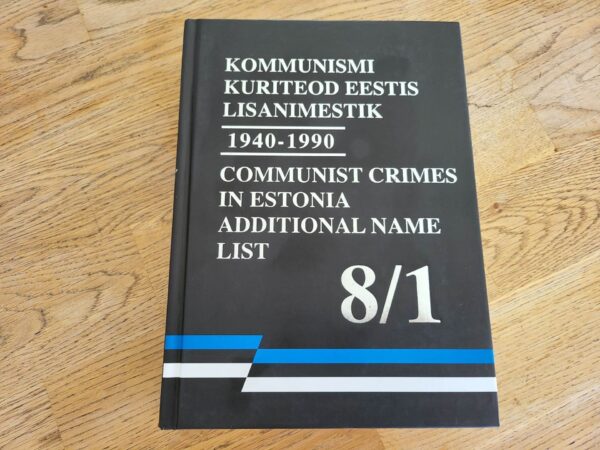 KOMMUNISMI
KURITEOD EESTIS
LISANIMESTIK
1940-1990
COMMUNIST CRIMES
IN ESTONIA
ADDITIONAL NAME
LIST
8/1